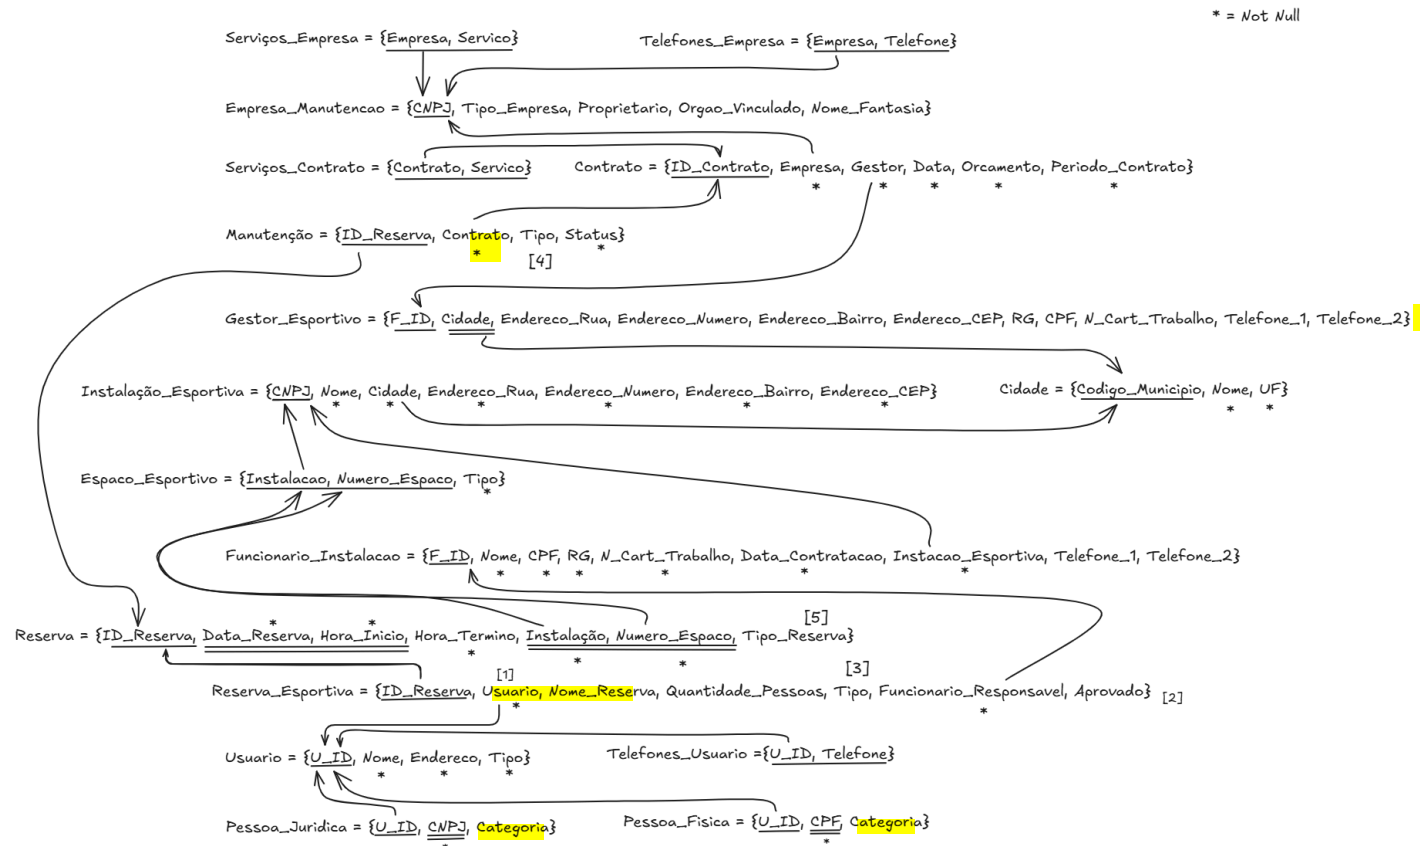 * = Not Null
Serviços_Empresa = {Empresa, Servico}
Telefones_Empresa = {Empresa, Telefone}
Empresa_Manutencao = {CNPJ, Tipo_Empresa, Proprietario, Orgao_Vinculado, Nome_Fantasia}
Serviços_Contrato = {Contrato, Servico}
Contrato = {ID_Contrato, Empresa, Gestor, Data, Orcamento, Periodo_Contrato}
* * * * *
Manutenção = {ID_Reserva, Contrato, Tipo, Status}
* [4] *
Gestor_Esportivo = {F_ID, Cidade, Endereco_Rua, Endereco_Numero, Endereco_Bairro, Endereco_CEP, RG, CPF, N_Cart_Trabalho, Telefone_1, Telefone_2}
Instalação_Esportiva = {CNPJ, Nome, Cidade, Endereco_Rua, Endereco_Numero, Endereco_Bairro, Endereco_CEP}
* * * * * *
Cidade = {Codigo_Municipio, Nome, UF}
* *
Espaco_Esportivo = {Instalacao, Numero_Espaco, Tipo}
*
Funcionario_Instalacao = {F_ID, Nome, CPF, RG, N_Cart_Trabalho, Data_Contratacao, Instacao_Esportiva, Telefone_1, Telefone_2}
* * * * * *
* * [5]
Reserva = {ID_Reserva, Data_Reserva, Hora_Inicio, Hora_Termino, Instalação, Numero_Espaco, Tipo_Reserva}
* * *
[1] [3]
Reserva_Esportiva = {ID_Reserva, Usuario, Nome_Reserva, Quantidade_Pessoas, Tipo, Funcionario_Responsavel, Aprovado} [2]
* *
Usuario = {U_ID, Nome, Endereco, Tipo}
* * *
Telefones_Usuario ={U_ID, Telefone}
Pessoa_Juridica = {U_ID, CNPJ, Categoria}
*
Pessoa_Fisica = {U_ID, CPF, Categoria}
*